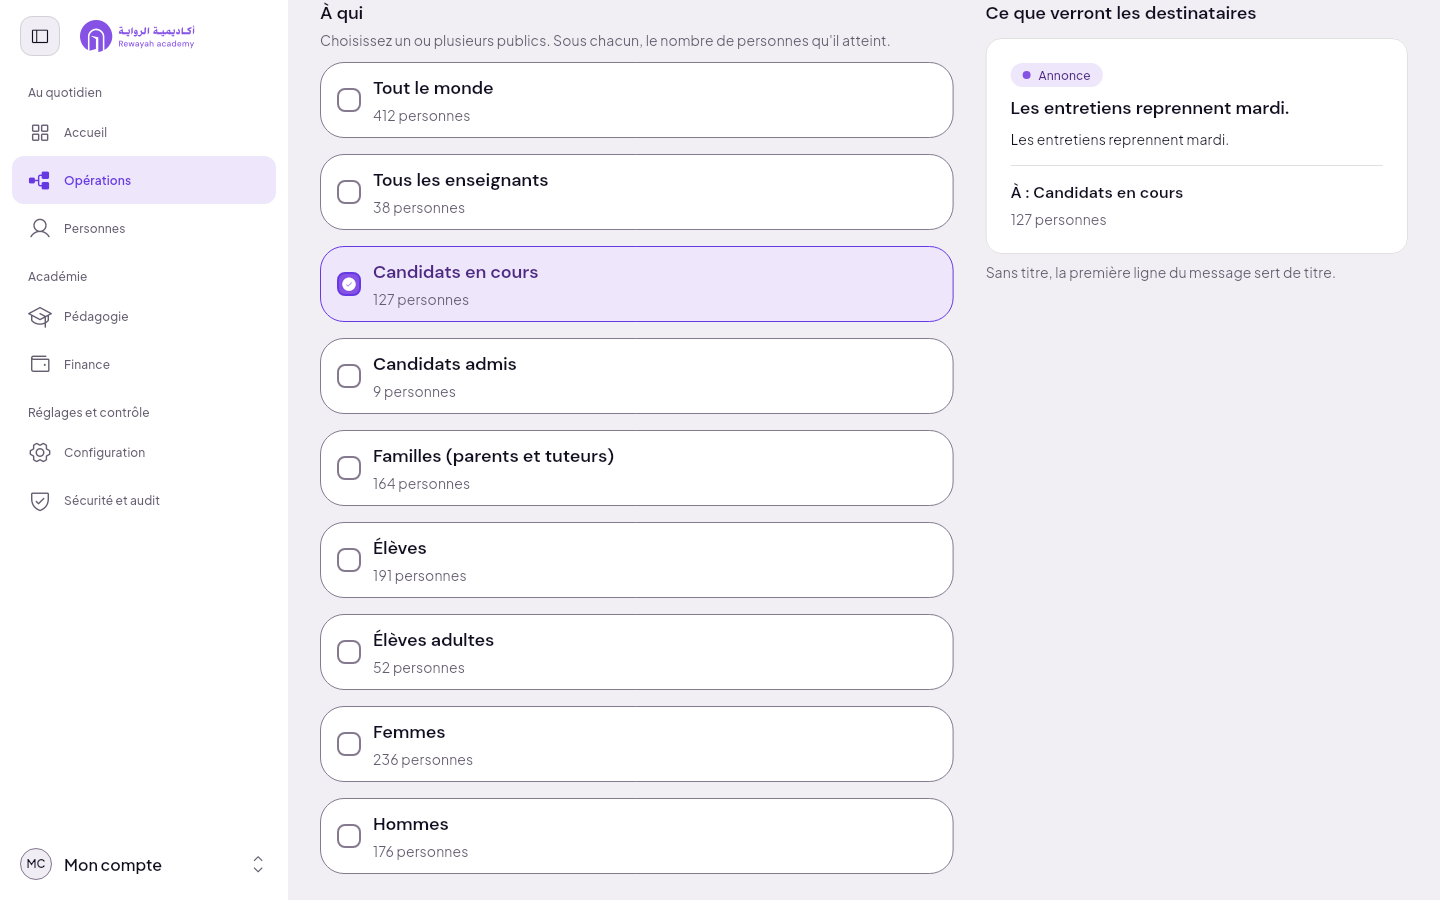 أكاديمية الرواية
Rewayah academy
Au quotidien
Accueil
Opérations
Personnes
Académie
Pédagogie
Finance
Réglages et contrôle
Configuration
Sécurité et audit
MC
Mon compte
À qui
Choisissez un ou plusieurs publics. Sous chacun, le nombre de personnes qu'il atteint.
Tout le monde
412 personnes
Tous les enseignants
38 personnes
Candidats en cours
127 personnes
Candidats admis
9 personnes
Familles (parents et tuteurs)
164 personnes
Élèves
191 personnes
Élèves adultes
52 personnes
Femmes
236 personnes
Hommes
176 personnes
Ce que verront les destinataires
Annonce
Les entretiens reprennent mardi.
Les entretiens reprennent mardi.
À : Candidats en cours
127 personnes
Sans titre, la première ligne du message sert de titre.